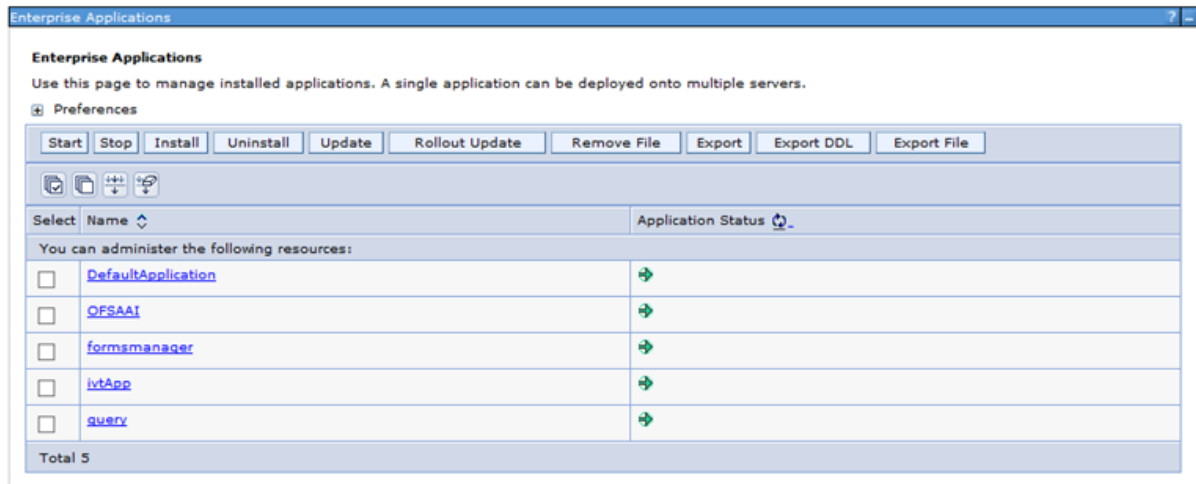 Enterprise Applications ? –
Enterprise Applications
Use this page to manage installed applications. A single application can be deployed onto multiple servers.
+ Preferences
Start Stop Install Uninstall Update Rollout Update Remove File Export Export DDL Export File
Select Name Application Status
You can administer the following resources:
DefaultApplication
OFSAAI
formsmanager
ivtApp
query
Total 5